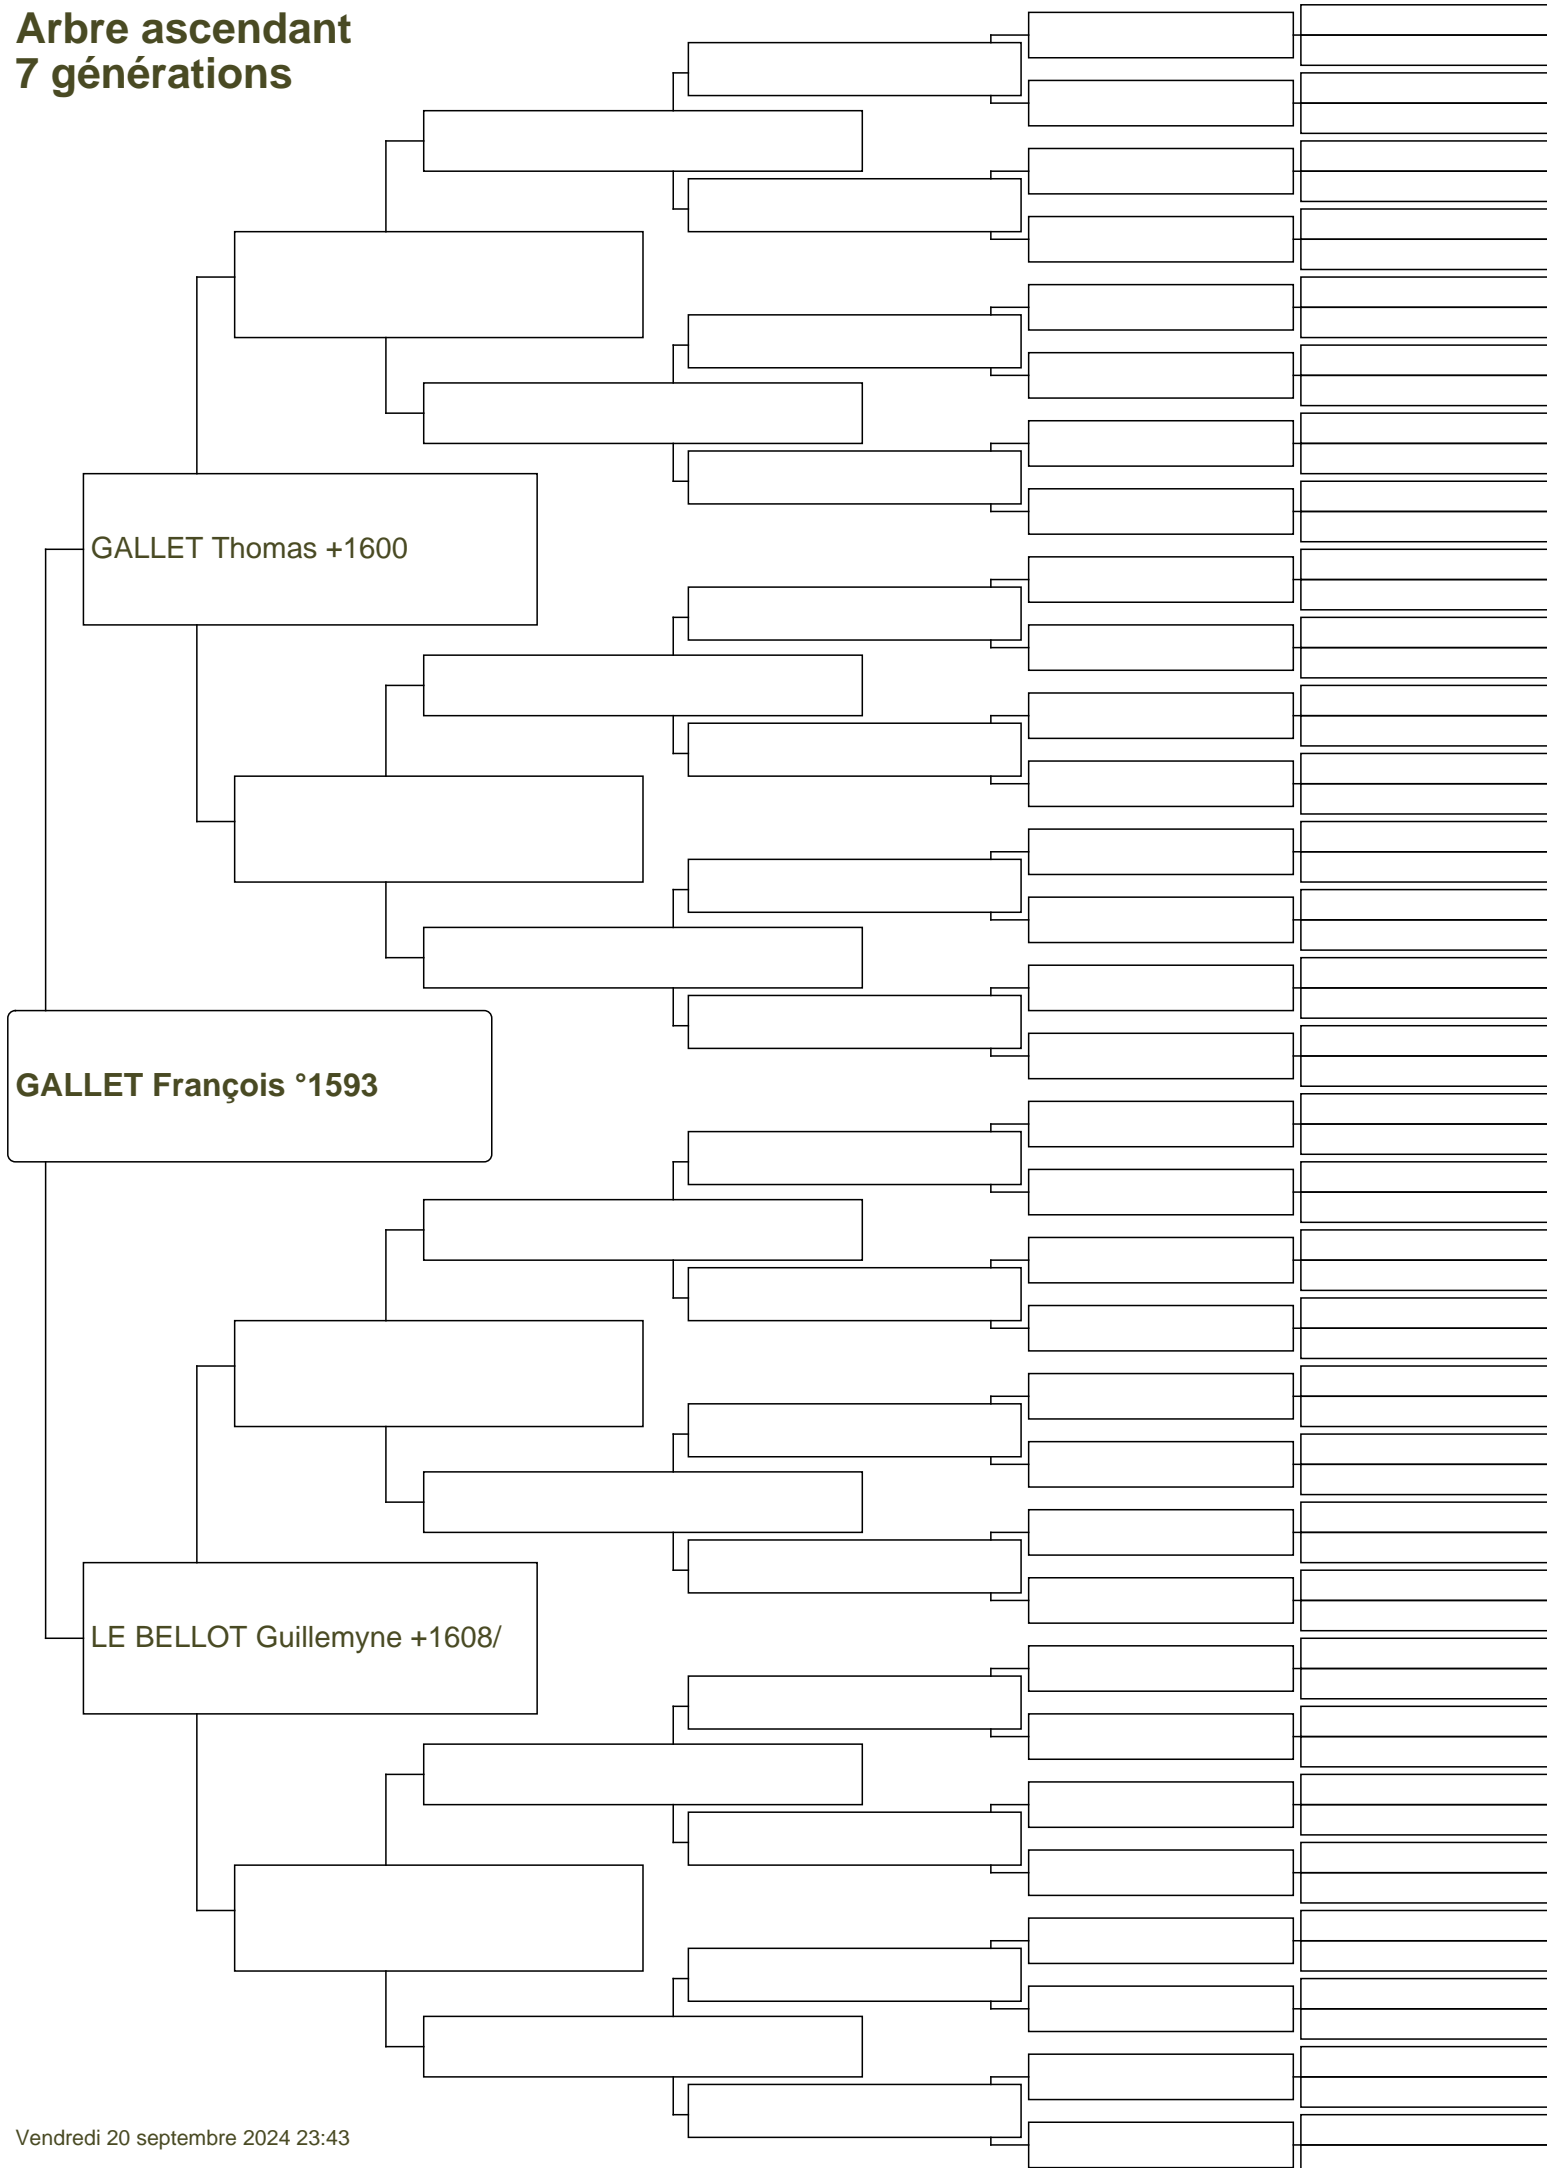 Arbre ascendant
7 générations
GALLET Thomas +1600
GALLET François °1593
LE BELLOT Guillemyne +1608/
Vendredi 20 septembre 2024 23:43